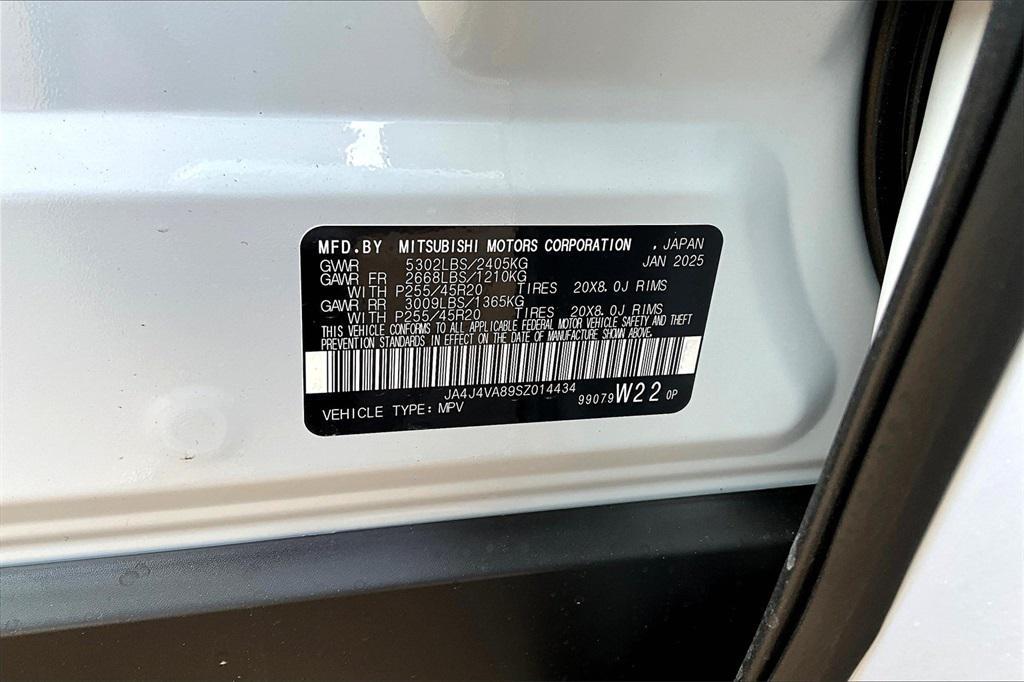 MFD.BY MITSUBISHI MOTORS CORPORATION , JAPAN
GVWR 5302LBS/2405KG JAN 2025
GAWR FR 2668LBS/1210KG
WITH P255/45R20 TIRES 20X8.0J RIMS
GAWR RR 3009LBS/1365KG
WITH P255/45R20 TIRES 20X8.0J RIMS
THIS VEHICLE CONFORMS TO ALL APPLICABLE FEDERAL MOTOR VEHICLE SAFETY AND THEFT
PREVENTION STANDARDS IN EFFECT ON THE DATE OF MANUFACTURE SHOWN ABOVE.
JA4J4VA89SZ014434
VEHICLE TYPE:MPV 99079 W22 0P